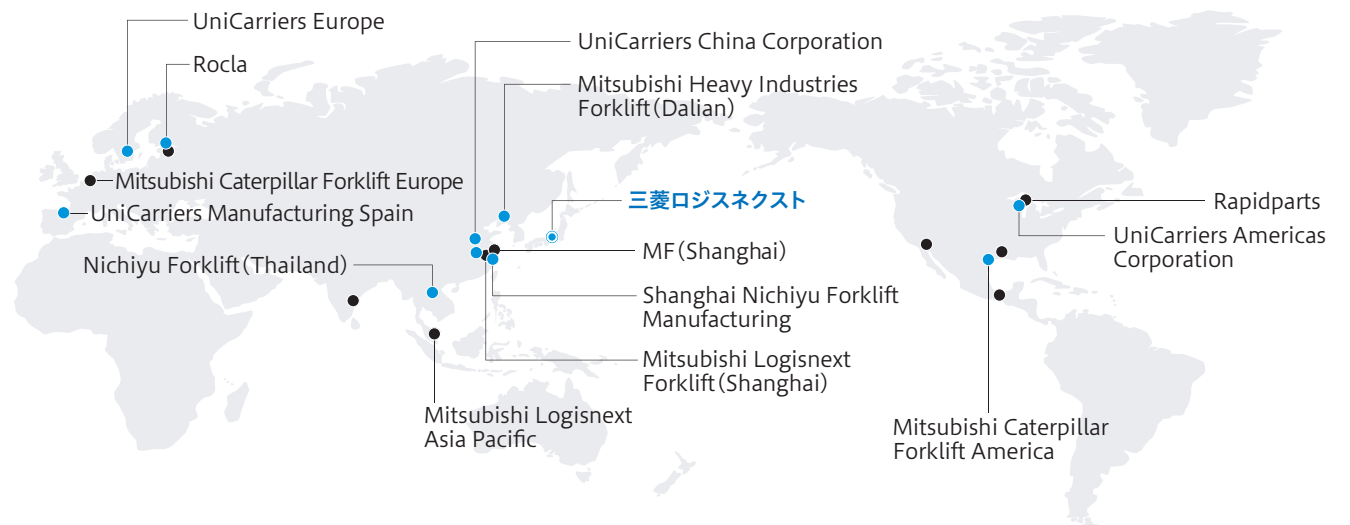 UniCarriers Europe
Rocla
Mitsubishi Caterpillar Forklift Europe
UniCarriers Manufacturing Spain
Nichiyu Forklift(Thailand)
UniCarriers China Corporation
Mitsubishi Heavy Industries
Forklift(Dalian)
三菱ロジスネクスト
MF(Shanghai)
Shanghai Nichiyu Forklift
Manufacturing
Mitsubishi Logisnext
Forklift(Shanghai)
Mitsubishi Logisnext
Asia Pacific
Rapidparts
UniCarriers Americas
Corporation
Mitsubishi Caterpillar
Forklift America